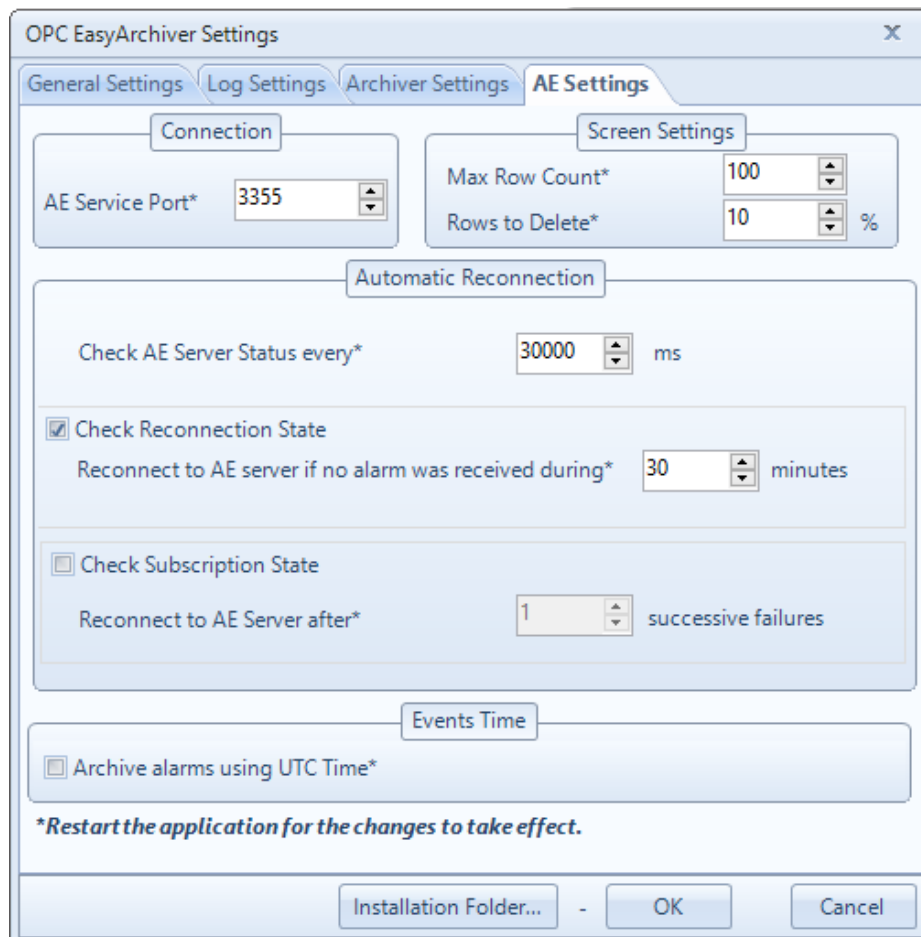 OPC EasyArchiver Settings
General Settings Log Settings Archiver Settings AE Settings
Connection
AE Service Port* 3355
Screen Settings
Max Row Count* 100
Rows to Delete* 10 %
Automatic Reconnection
Check AE Server Status every* 30000 ms
Check Reconnection State
Reconnect to AE server if no alarm was received during* 30 minutes
Check Subscription State
Reconnect to AE Server after* 1 successive failures
Events Time
Archive alarms using UTC Time*
*Restart the application for the changes to take effect.
Installation Folder... - OK Cancel